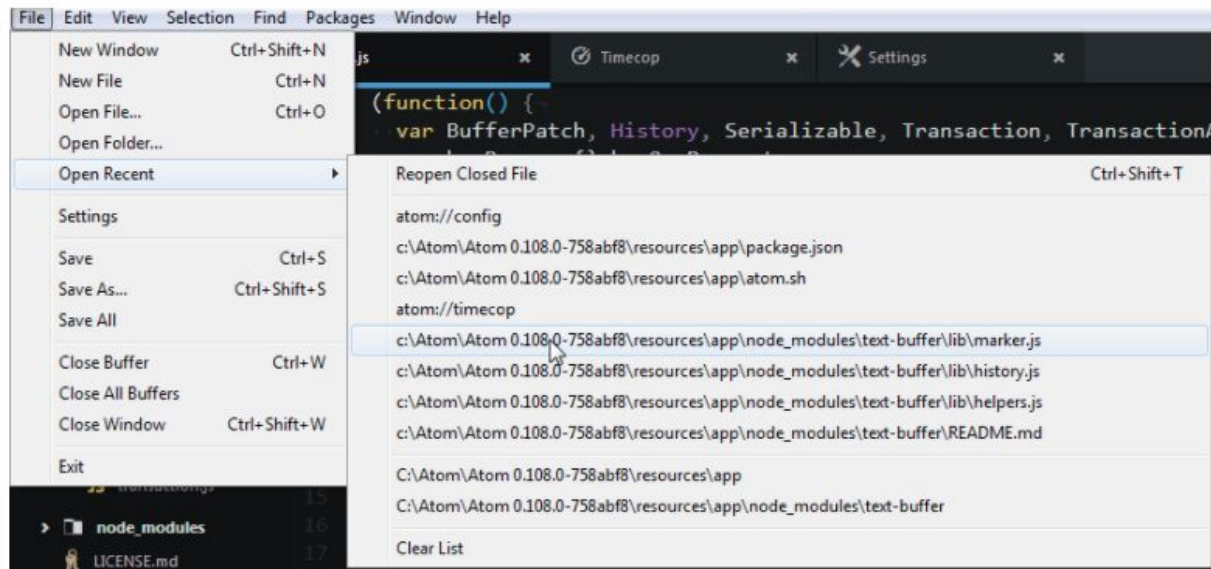 File Edit View Selection Find Packages Window Help
New Window Ctrl+Shift+N
New File Ctrl+N
Open File... Ctrl+O
Open Folder...
Open Recent
Settings
Save Ctrl+S
Save As... Ctrl+Shift+S
Save All
Close Buffer Ctrl+W
Close All Buffers
Close Window Ctrl+Shift+W
Exit
js Timecop Settings
(function() {
var BufferPatch, History, Serializable, Transaction, TransactionA
Reopen Closed File Ctrl+Shift+T
atom://config
c:\Atom\Atom 0.108.0-758abf8\resources\app\package.json
c:\Atom\Atom 0.108.0-758abf8\resources\app\atom.sh
atom://timecop
c:\Atom\Atom 0.108.0-758abf8\resources\app\node_modules\text-buffer\lib\marker.js
c:\Atom\Atom 0.108.0-758abf8\resources\app\node_modules\text-buffer\lib\history.js
c:\Atom\Atom 0.108.0-758abf8\resources\app\node_modules\text-buffer\lib\helpers.js
c:\Atom\Atom 0.108.0-758abf8\resources\app\node_modules\text-buffer\README.md
C:\Atom\Atom 0.108.0-758abf8\resources\app
C:\Atom\Atom 0.108.0-758abf8\resources\app\node_modules\text-buffer
Clear List
15
node_modules 16
LICENSE.md 17